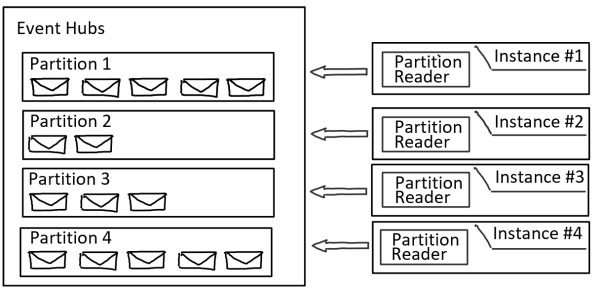 Event Hubs
Partition 1
Partition 2
Partition 3
Partition 4
Partition
Reader
Instance #1
Partition
Reader
Instance #2
Partition
Reader
Instance #3
Partition
Reader
Instance #4